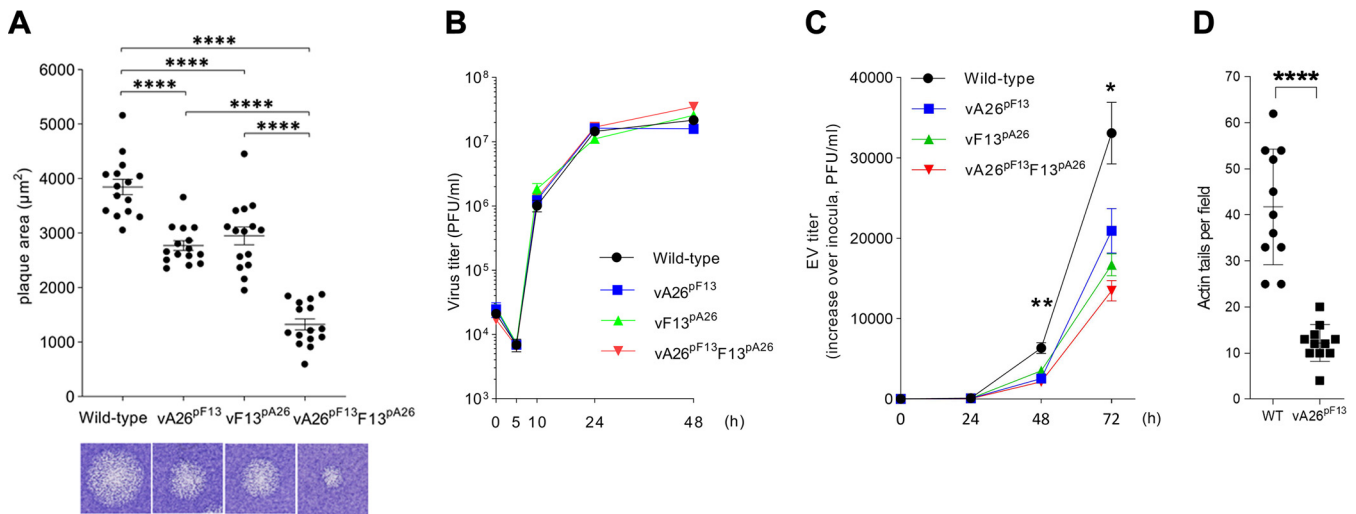 A
****
****
****
****
****
plaque area (µm²)
6000
5000
4000
3000
2000
1000
0
Wild-type
vA26ᵖF13
vF13ᵖA26
vA26ᵖF13F13ᵖA26
B
Virus titer (PFU/ml)
10⁸
10⁷
10⁶
10⁵
10⁴
10³
Wild-type
vA26ᵖF13
vF13ᵖA26
vA26ᵖF13F13ᵖA26
0 5 10 24 48 (h)
C
EV titer
(increase over inocula, PFU/ml)
40000
30000
20000
10000
0
Wild-type
vA26ᵖF13
vF13ᵖA26
vA26ᵖF13F13ᵖA26
*
**
0 24 48 72 (h)
D
****
Actin tails per field
70
60
50
40
30
20
10
0
WT vA26ᵖF13